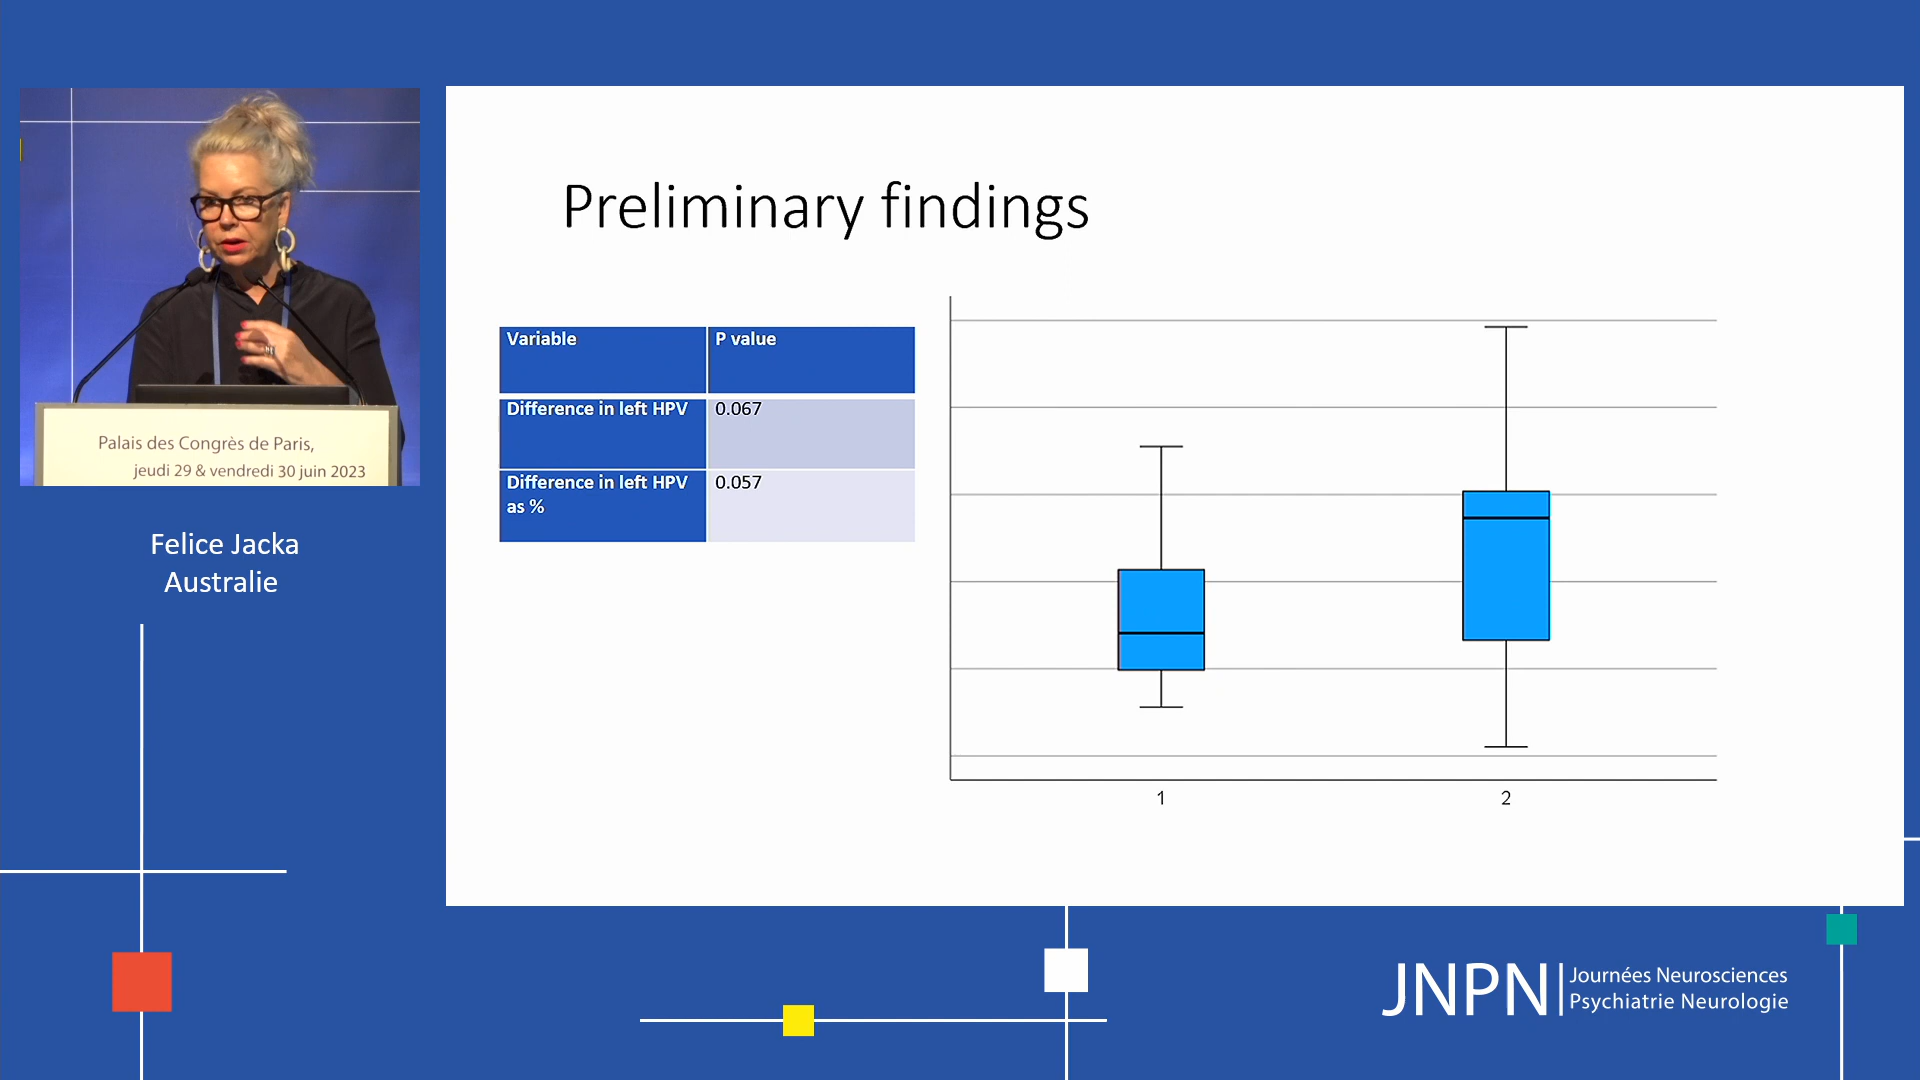 Palais des Congrès de Paris,
jeudi 29 & vendredi 30 juin 2023
Felice Jacka
Australie
Preliminary findings
Variable
P value
Difference in left HPV
0.067
Difference in left HPV
as %
0.057
1
2
JNPN
Journées Neurosciences
Psychiatrie Neurologie